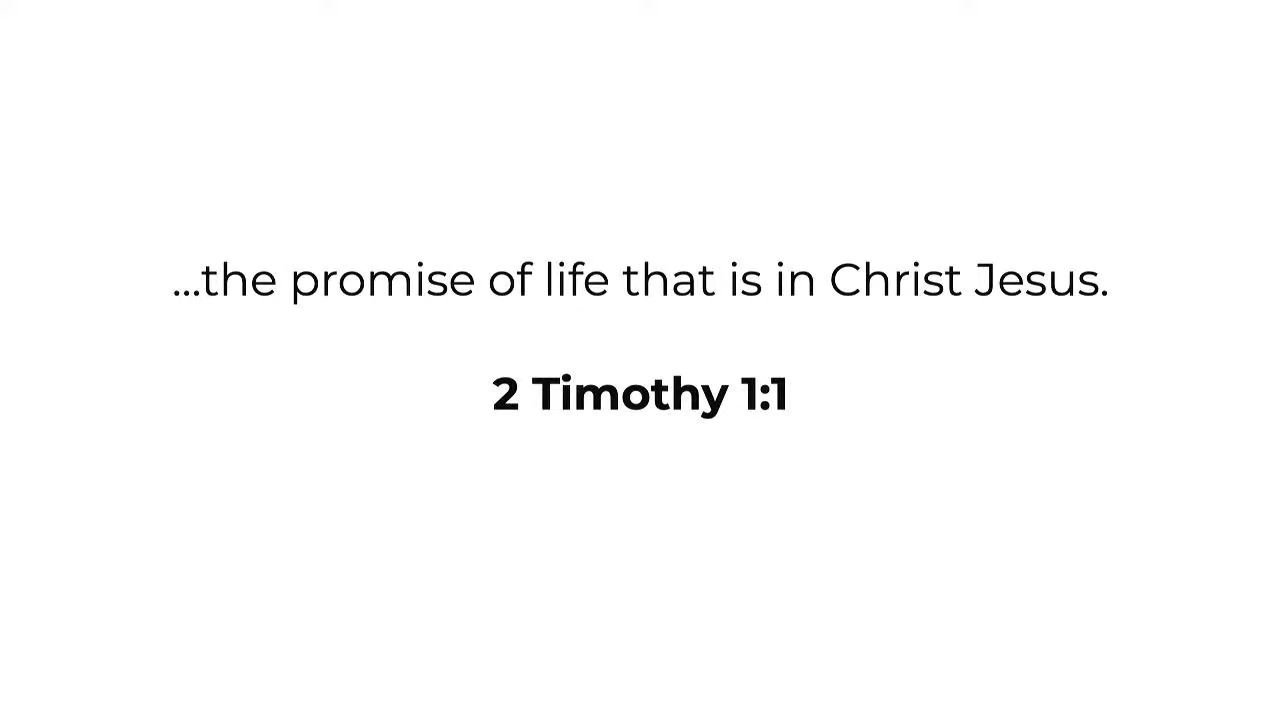 ...the promise of life that is in Christ Jesus.
2 Timothy 1:1